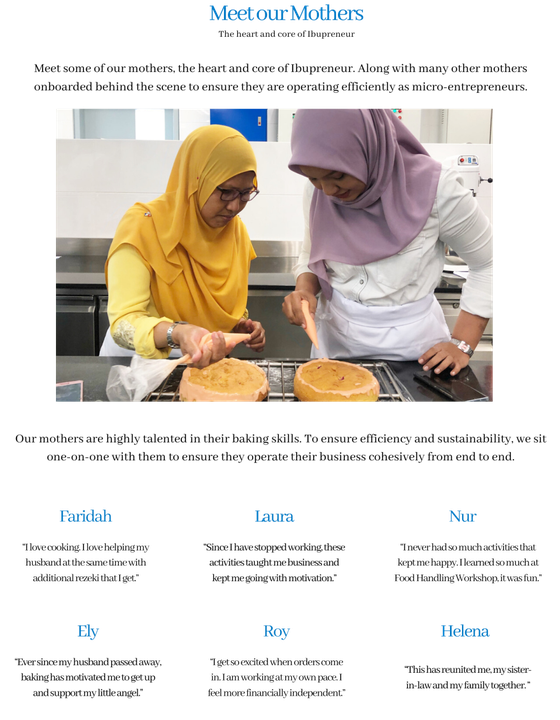 Meet our Mothers
The heart and core of Ibupreneur
Meet some of our mothers, the heart and core of Ibupreneur. Along with many other mothers
onboarded behind the scene to ensure they are operating efficiently as micro-entrepreneurs.
Our mothers are highly talented in their baking skills. To ensure efficiency and sustainability, we sit
one-on-one with them to ensure they operate their business cohesively from end to end.
Faridah
"I love cooking. I love helping my
husband at the same time with
additional rezeki that I get."
Laura
"Since I have stopped working, these
activities taught me business and
kept me going with motivation."
Nur
"I never had so much activities that
kept me happy. I learned so much at
Food Handling Workshop, it was fun."
Ely
"Ever since my husband passed away,
baking has motivated me to get up
and support my little angel."
Roy
"I get so excited when orders come
in. I am working at my own pace. I
feel more financially independent."
Helena
"This has reunited me, my sister-
in-law and my family together. "